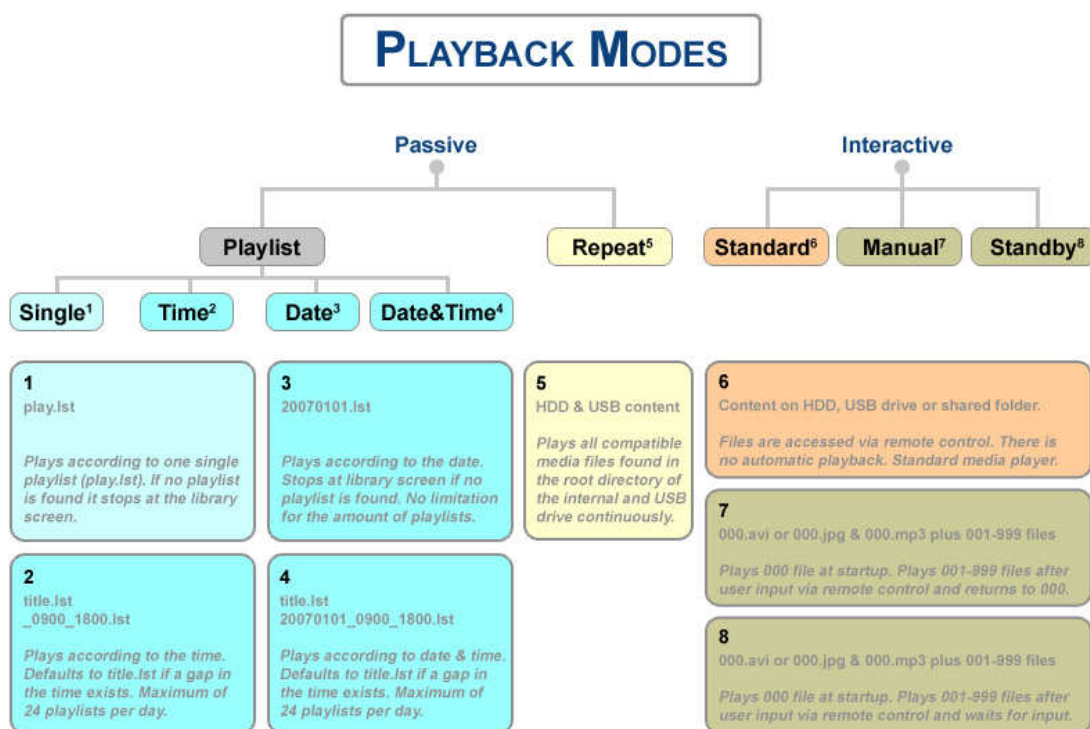 PLAYBACK MODES
Passive
Interactive
Playlist
Repeat⁵
Standard⁶
Manual⁷
Standby⁸
Single¹
Time²
Date³
Date&Time⁴
1
play.lst
Plays according to one single
playlist (play.lst). If no playlist
is found it stops at the library
screen.
2
title.lst
_0900_1800.lst
Plays according to the time.
Defaults to title.lst if a gap in
the time exists. Maximum of
24 playlists per day.
3
20070101.lst
Plays according to the date.
Stops at library screen if no
playlist is found. No limitation
for the amount of playlists.
4
title.lst
20070101_0900_1800.lst
Plays according to date & time.
Defaults to title.lst if a gap in
the time exists. Maximum of
24 playlists per day.
5
HDD & USB content
Plays all compatible
media files found in
the root directory
of the internal and USB
drive continuously.
6
Content on HDD, USB drive or shared folder.
Files are accessed via remote control. There is
no automatic playback. Standard media player.
7
000.avi or 000.jpg & 000.mp3 plus 001-999 files
Plays 000 file at startup. Plays 001-999 files after
user input via remote control and returns to 000.
8
000.avi or 000.jpg & 000.mp3 plus 001-999 files
Plays 000 file at startup. Plays 001-999 files after
user input via remote control and waits for input.